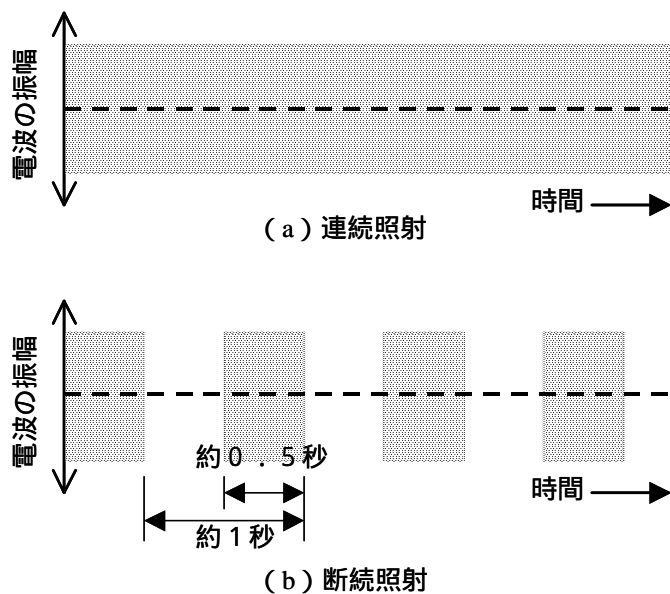 電波の振幅
時間
(a)連続照射
電波の振幅
約0.5秒
時間
約1秒
(b)断続照射